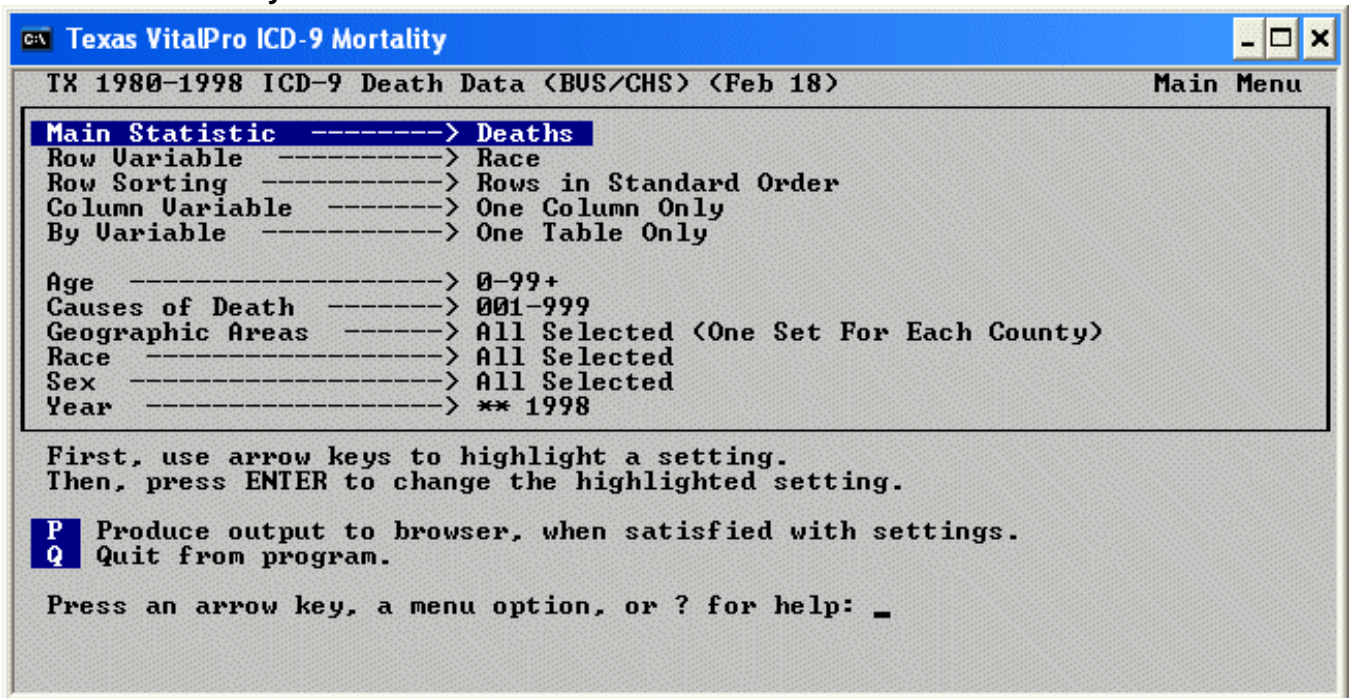 Texas VitalPro ICD-9 Mortality
TX 1980-1998 ICD-9 Death Data (BVS/CHS) (Feb 18) Main Menu
Main Statistic --------> Deaths
Row Variable ----------> Race
Row Sorting -----------> Rows in Standard Order
Column Variable -------> One Column Only
By Variable -----------> One Table Only
Age -------------------> 0-99+
Causes of Death -------> 001-999
Geographic Areas ------> All Selected (One Set For Each County)
Race ------------------> All Selected
Sex -------------------> All Selected
Year ------------------> ** 1998
First, use arrow keys to highlight a setting.
Then, press ENTER to change the highlighted setting.
P Produce output to browser, when satisfied with settings.
Q Quit from program.
Press an arrow key, a menu option, or ? for help: _